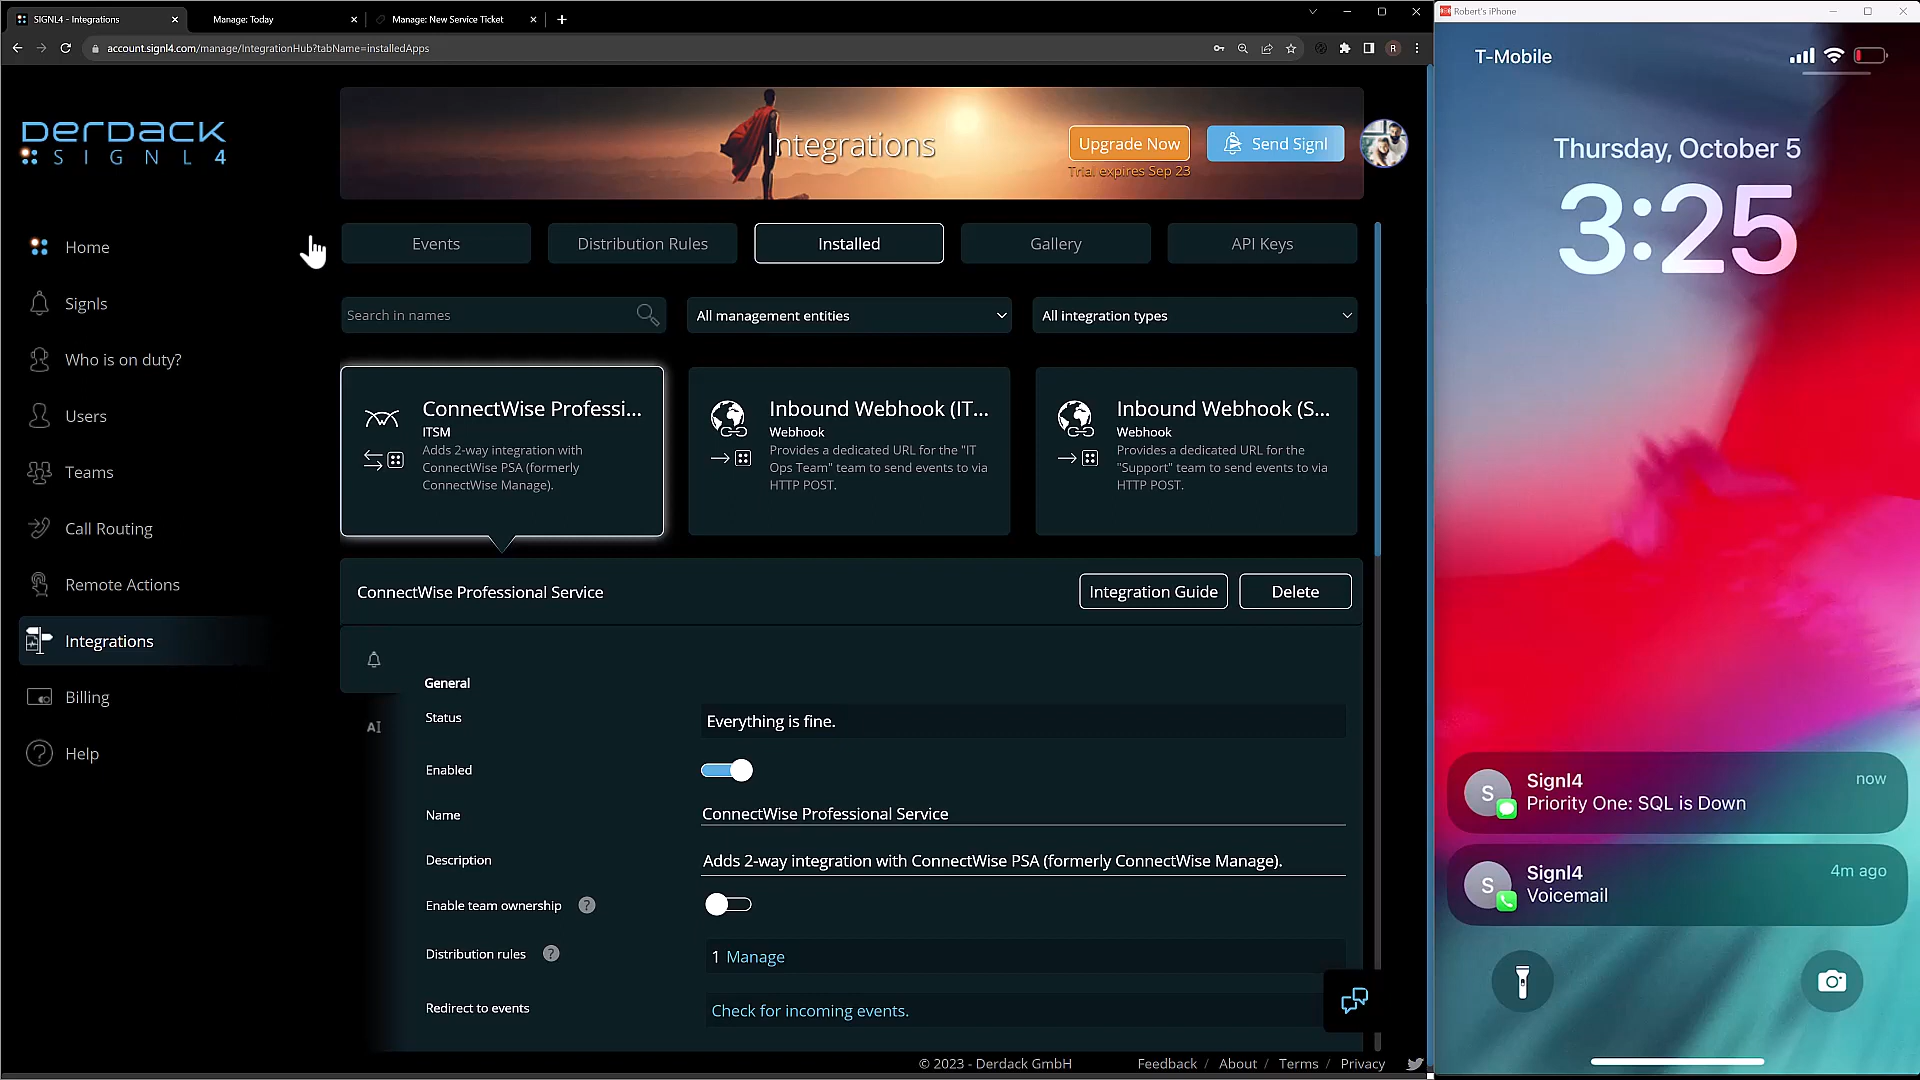 SIGNL4 - Integrations
Manage: Today
Manage: New Service Ticket
account.signl4.com/manage/IntegrationHub?tabName=installedApps
R
DERDACK
SIGNL4
Home
Signls
Who is on duty?
Users
Teams
Call Routing
Remote Actions
Integrations
Billing
Help
Integrations
Upgrade Now
Trial expires Sep 23
Send Signl
Events
Distribution Rules
Installed
Gallery
API Keys
Search in names
All management entities
All integration types
ConnectWise Professi...
ITSM
Adds 2-way integration with
ConnectWise PSA (formerly
ConnectWise Manage).
Inbound Webhook (IT...
Webhook
Provides a dedicated URL for the "IT
Ops Team" team to send events to via
HTTP POST.
Inbound Webhook (S...
Webhook
Provides a dedicated URL for the
"Support" team to send events to via
HTTP POST.
ConnectWise Professional Service
Integration Guide
Delete
AI
General
Status
Everything is fine.
Enabled
Name
ConnectWise Professional Service
Description
Adds 2-way integration with ConnectWise PSA (formerly ConnectWise Manage).
Enable team ownership ?
Distribution rules ?
1 Manage
Redirect to events
Check for incoming events.
© 2023 - Derdack GmbH
Feedback / About / Terms / Privacy
Robert's iPhone
T-Mobile
Thursday, October 5
3:25
S
Signl4
now
Priority One: SQL is Down
S
Signl4
4m ago
Voicemail